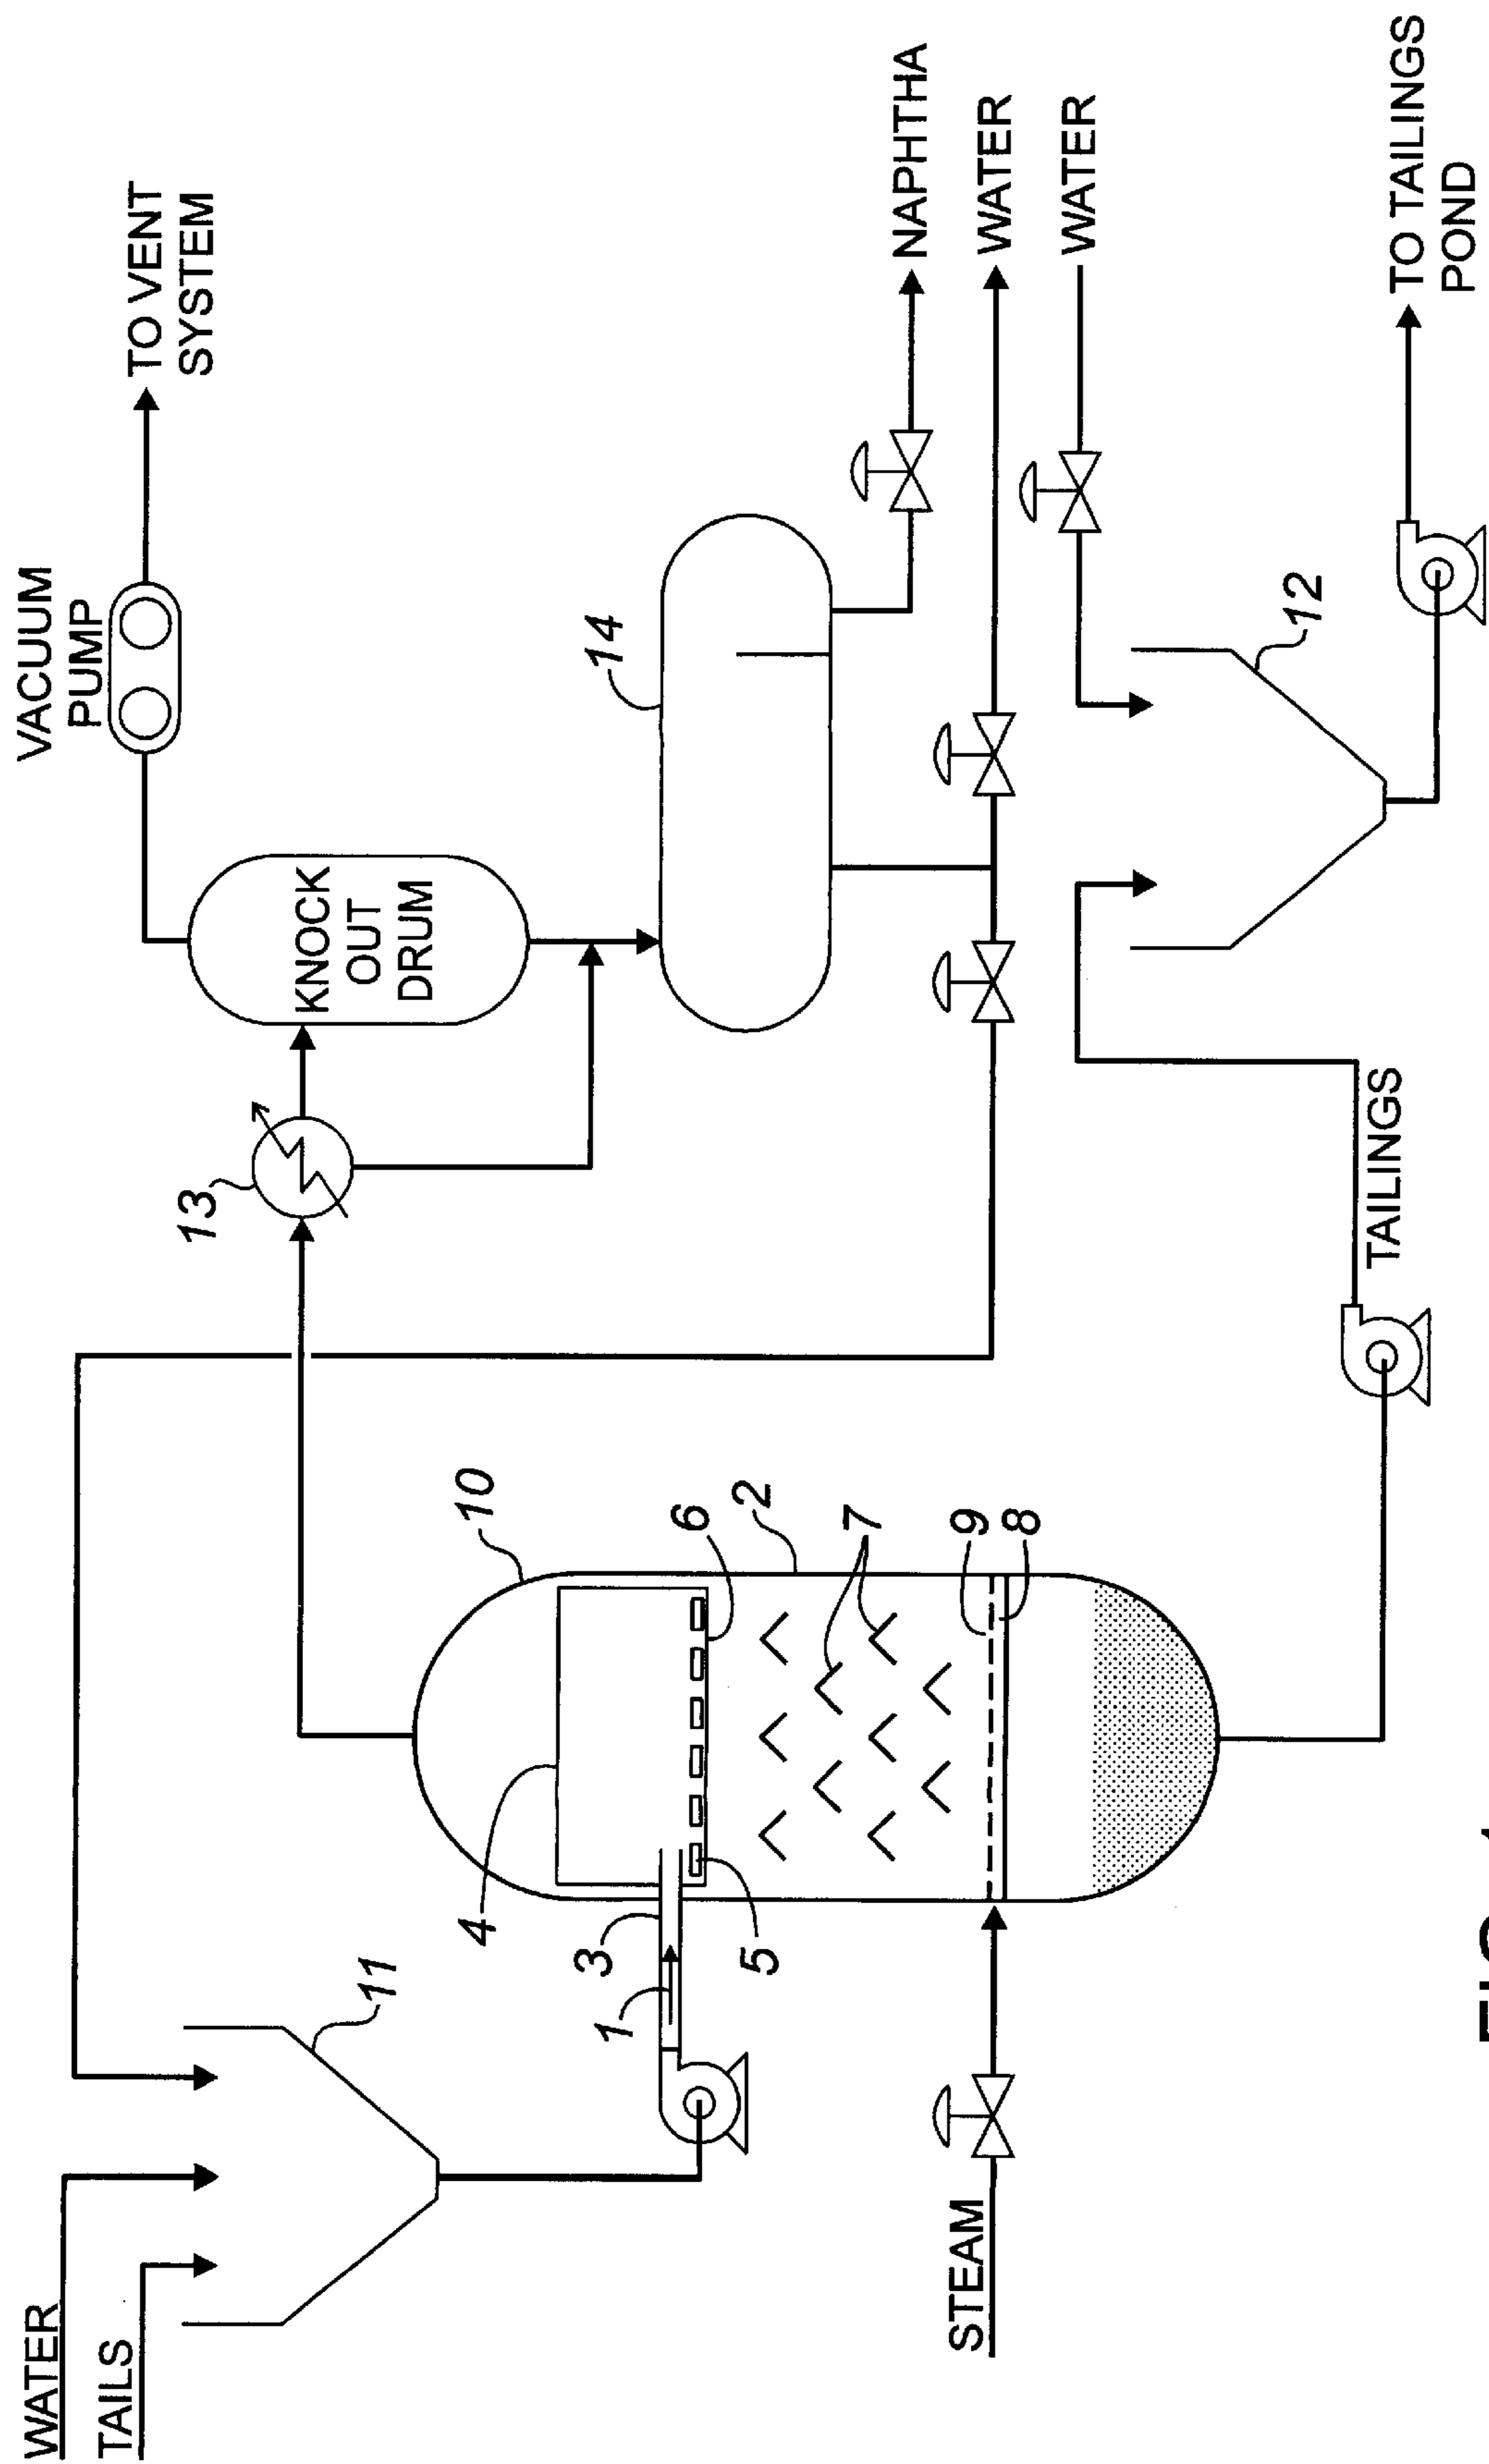 WATER
TAILS
11
VACUUM
PUMP
TO VENT
SYSTEM
13
KNOCK
OUT
DRUM
14
NAPHTHA
WATER
WATER
10
4
3
1
5
6
2
7
9
8
STEAM
12
TAILINGS
TO TAILINGS
POND